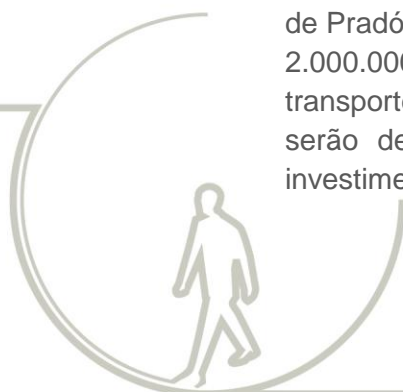 de Pradó
2.000.000
transporte
serão de
investime